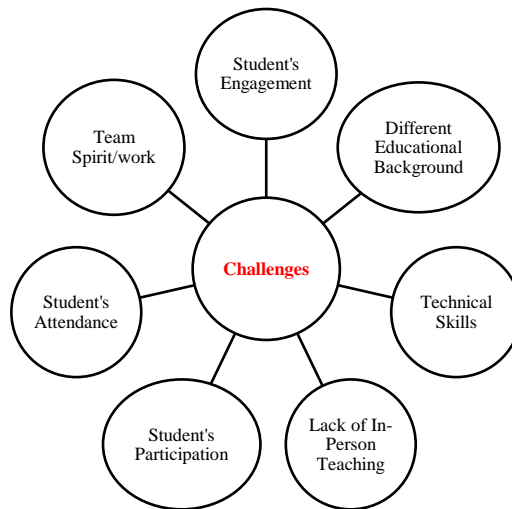 Student's
Engagement
Different
Educational
Background
Team
Spirit/work
Challenges
Student's
Attendance
Technical
Skills
Student's
Participation
Lack of In-
Person
Teaching